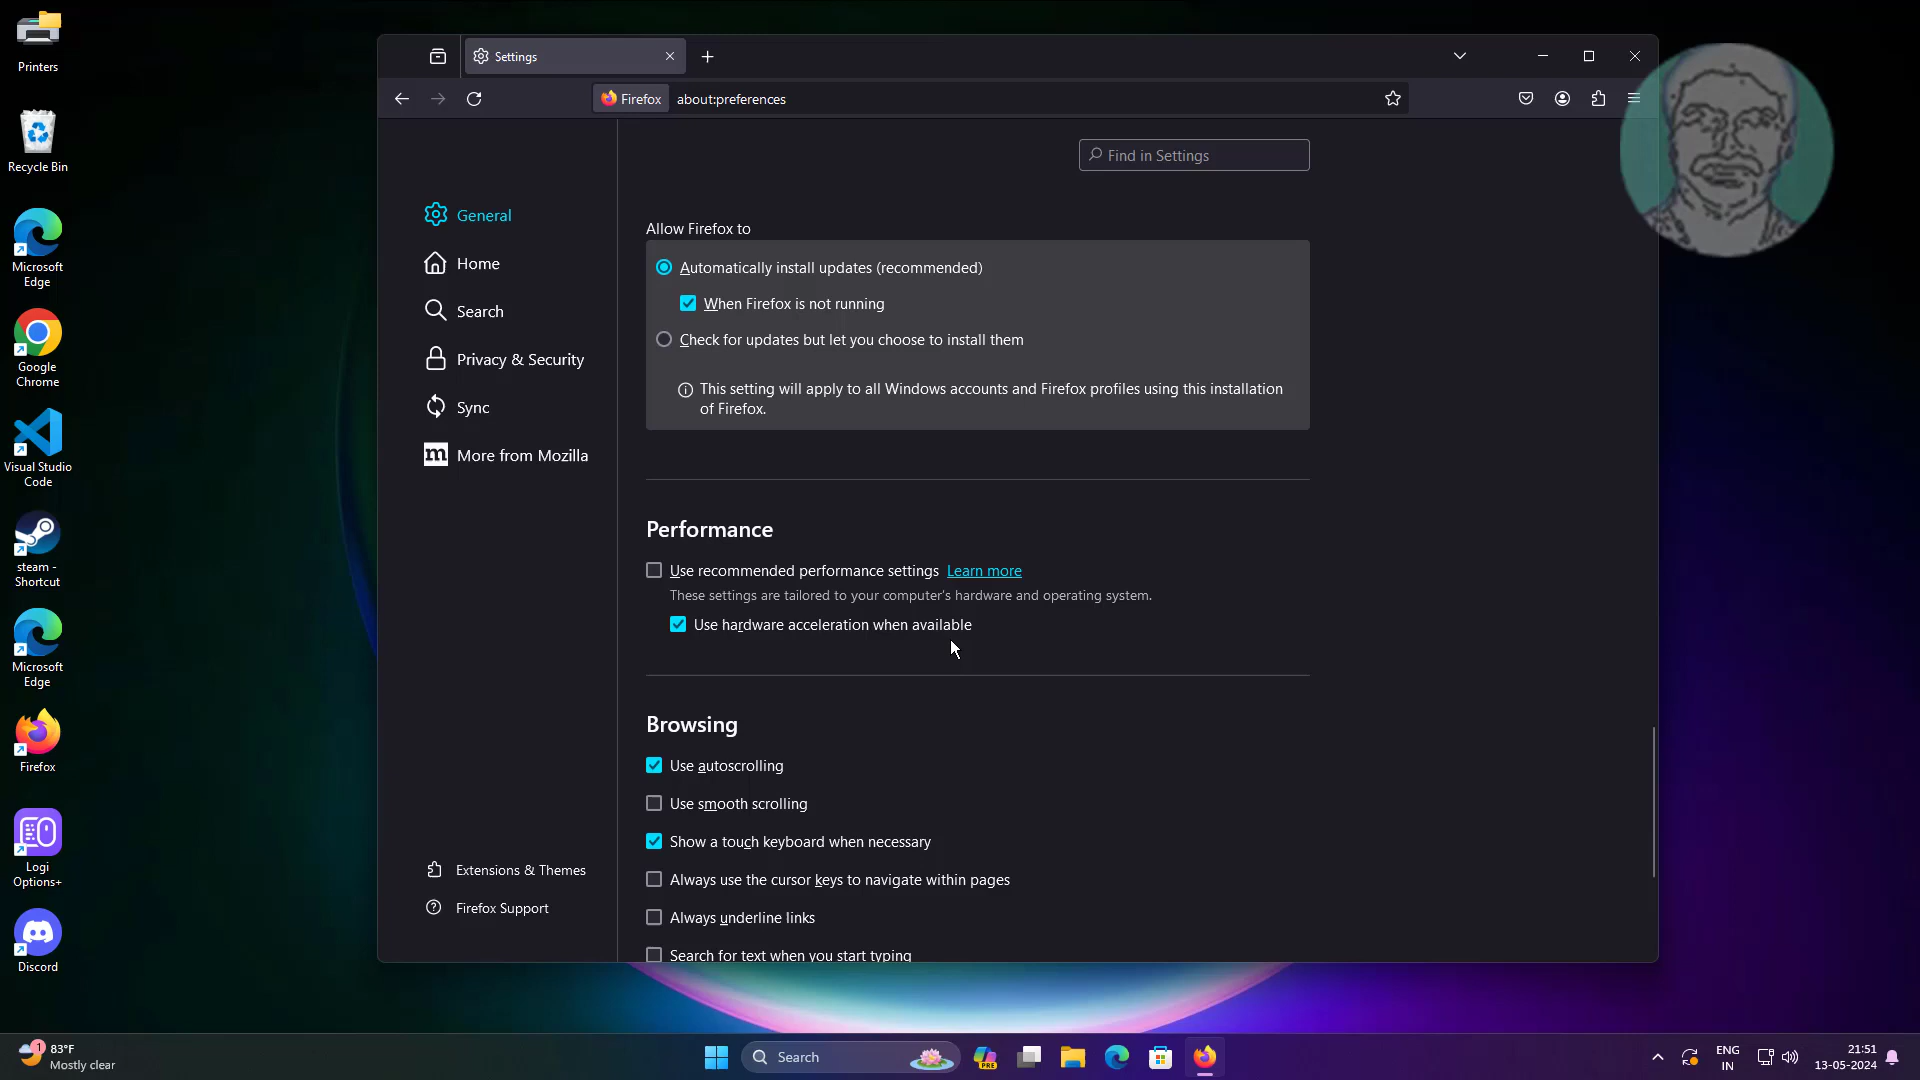 Printers
Recycle Bin
Microsoft
Edge
Google
Chrome
Visual Studio
Code
steam -
Shortcut
Microsoft
Edge
Firefox
Logi
Options+
Discord
Settings
Firefox
about:preferences
Find in Settings
General
Home
Search
Privacy & Security
Sync
More from Mozilla
Extensions & Themes
Firefox Support
Allow Firefox to
Automatically install updates (recommended)
When Firefox is not running
Check for updates but let you choose to install them
This setting will apply to all Windows accounts and Firefox profiles using this installation
of Firefox.
Performance
Use recommended performance settings Learn more
These settings are tailored to your computer's hardware and operating system.
Use hardware acceleration when available
Browsing
Use autoscrolling
Use smooth scrolling
Show a touch keyboard when necessary
Always use the cursor keys to navigate within pages
Always underline links
Search for text when you start typing
1
83°F
Mostly clear
Search
PRE
ENG
IN
21:51
13-05-2024